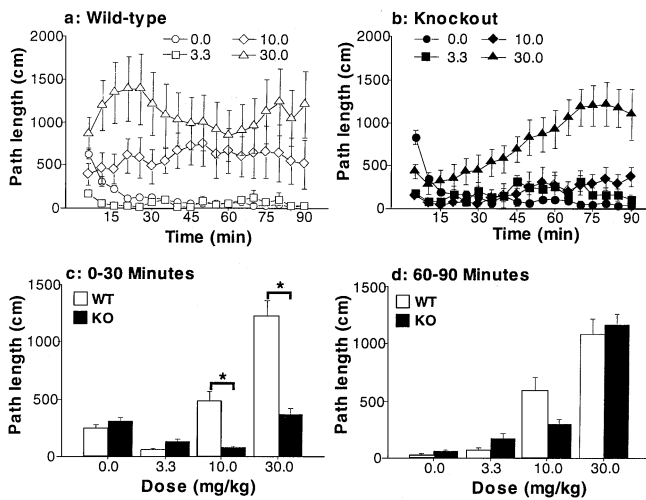 a: Wild-type
0.0 10.0
3.3 30.0
Path length (cm)
2000
1500
1000
500
0
15 30 45 60 75 90
Time (min)
b: Knockout
0.0 10.0
3.3 30.0
Path length (cm)
2000
1500
1000
500
0
15 30 45 60 75 90
Time (min)
c: 0-30 Minutes
WT
KO
* *
Path length (cm)
1500
1000
500
0
0.0 3.3 10.0 30.0
Dose (mg/kg)
d: 60-90 Minutes
WT
KO
Path length (cm)
1500
1000
500
0
0.0 3.3 10.0 30.0
Dose (mg/kg)